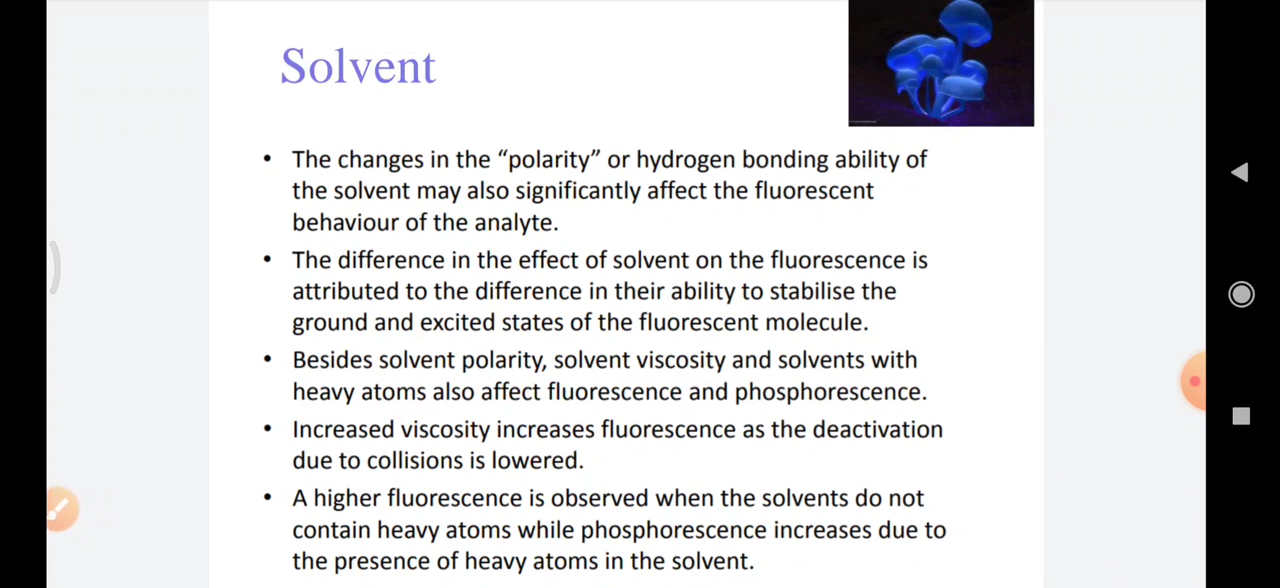 Solvent
• The changes in the “polarity” or hydrogen bonding ability of
the solvent may also significantly affect the fluorescent
behaviour of the analyte.
• The difference in the effect of solvent on the fluorescence is
attributed to the difference in their ability to stabilise the
ground and excited states of the fluorescent molecule.
• Besides solvent polarity, solvent viscosity and solvents with
heavy atoms also affect fluorescence and phosphorescence.
• Increased viscosity increases fluorescence as the deactivation
due to collisions is lowered.
• A higher fluorescence is observed when the solvents do not
contain heavy atoms while phosphorescence increases due to
the presence of heavy atoms in the solvent.